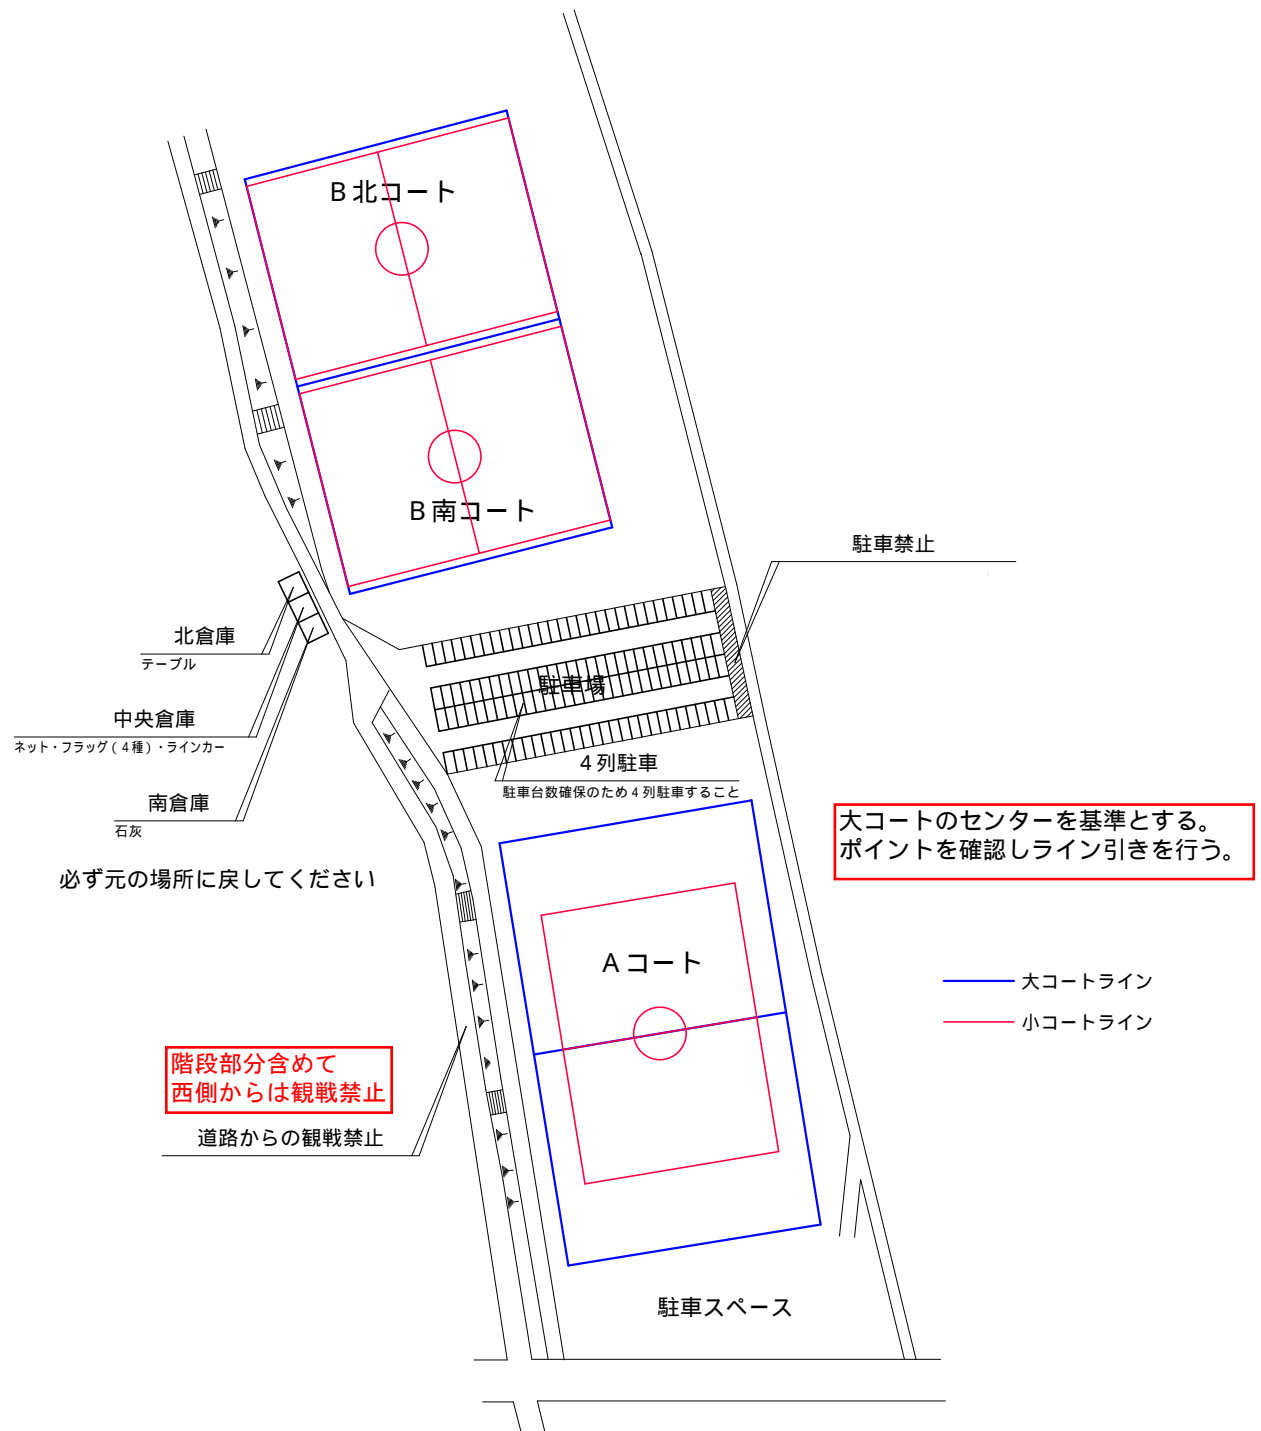 B北コート
B南コート
駐車禁止
北倉庫
テーブル
駐車場
中央倉庫
ネット・フラッグ(4種)・ラインカー
4列駐車
駐車台数確保のため4列駐車すること
南倉庫
石灰
大コートのセンターを基準とする。
ポイントを確認しライン引きを行う。
必ず元の場所に戻してください
Aコート
大コートライン
小コートライン
階段部分含めて
西側からは観戦禁止
道路からの観戦禁止
駐車スペース